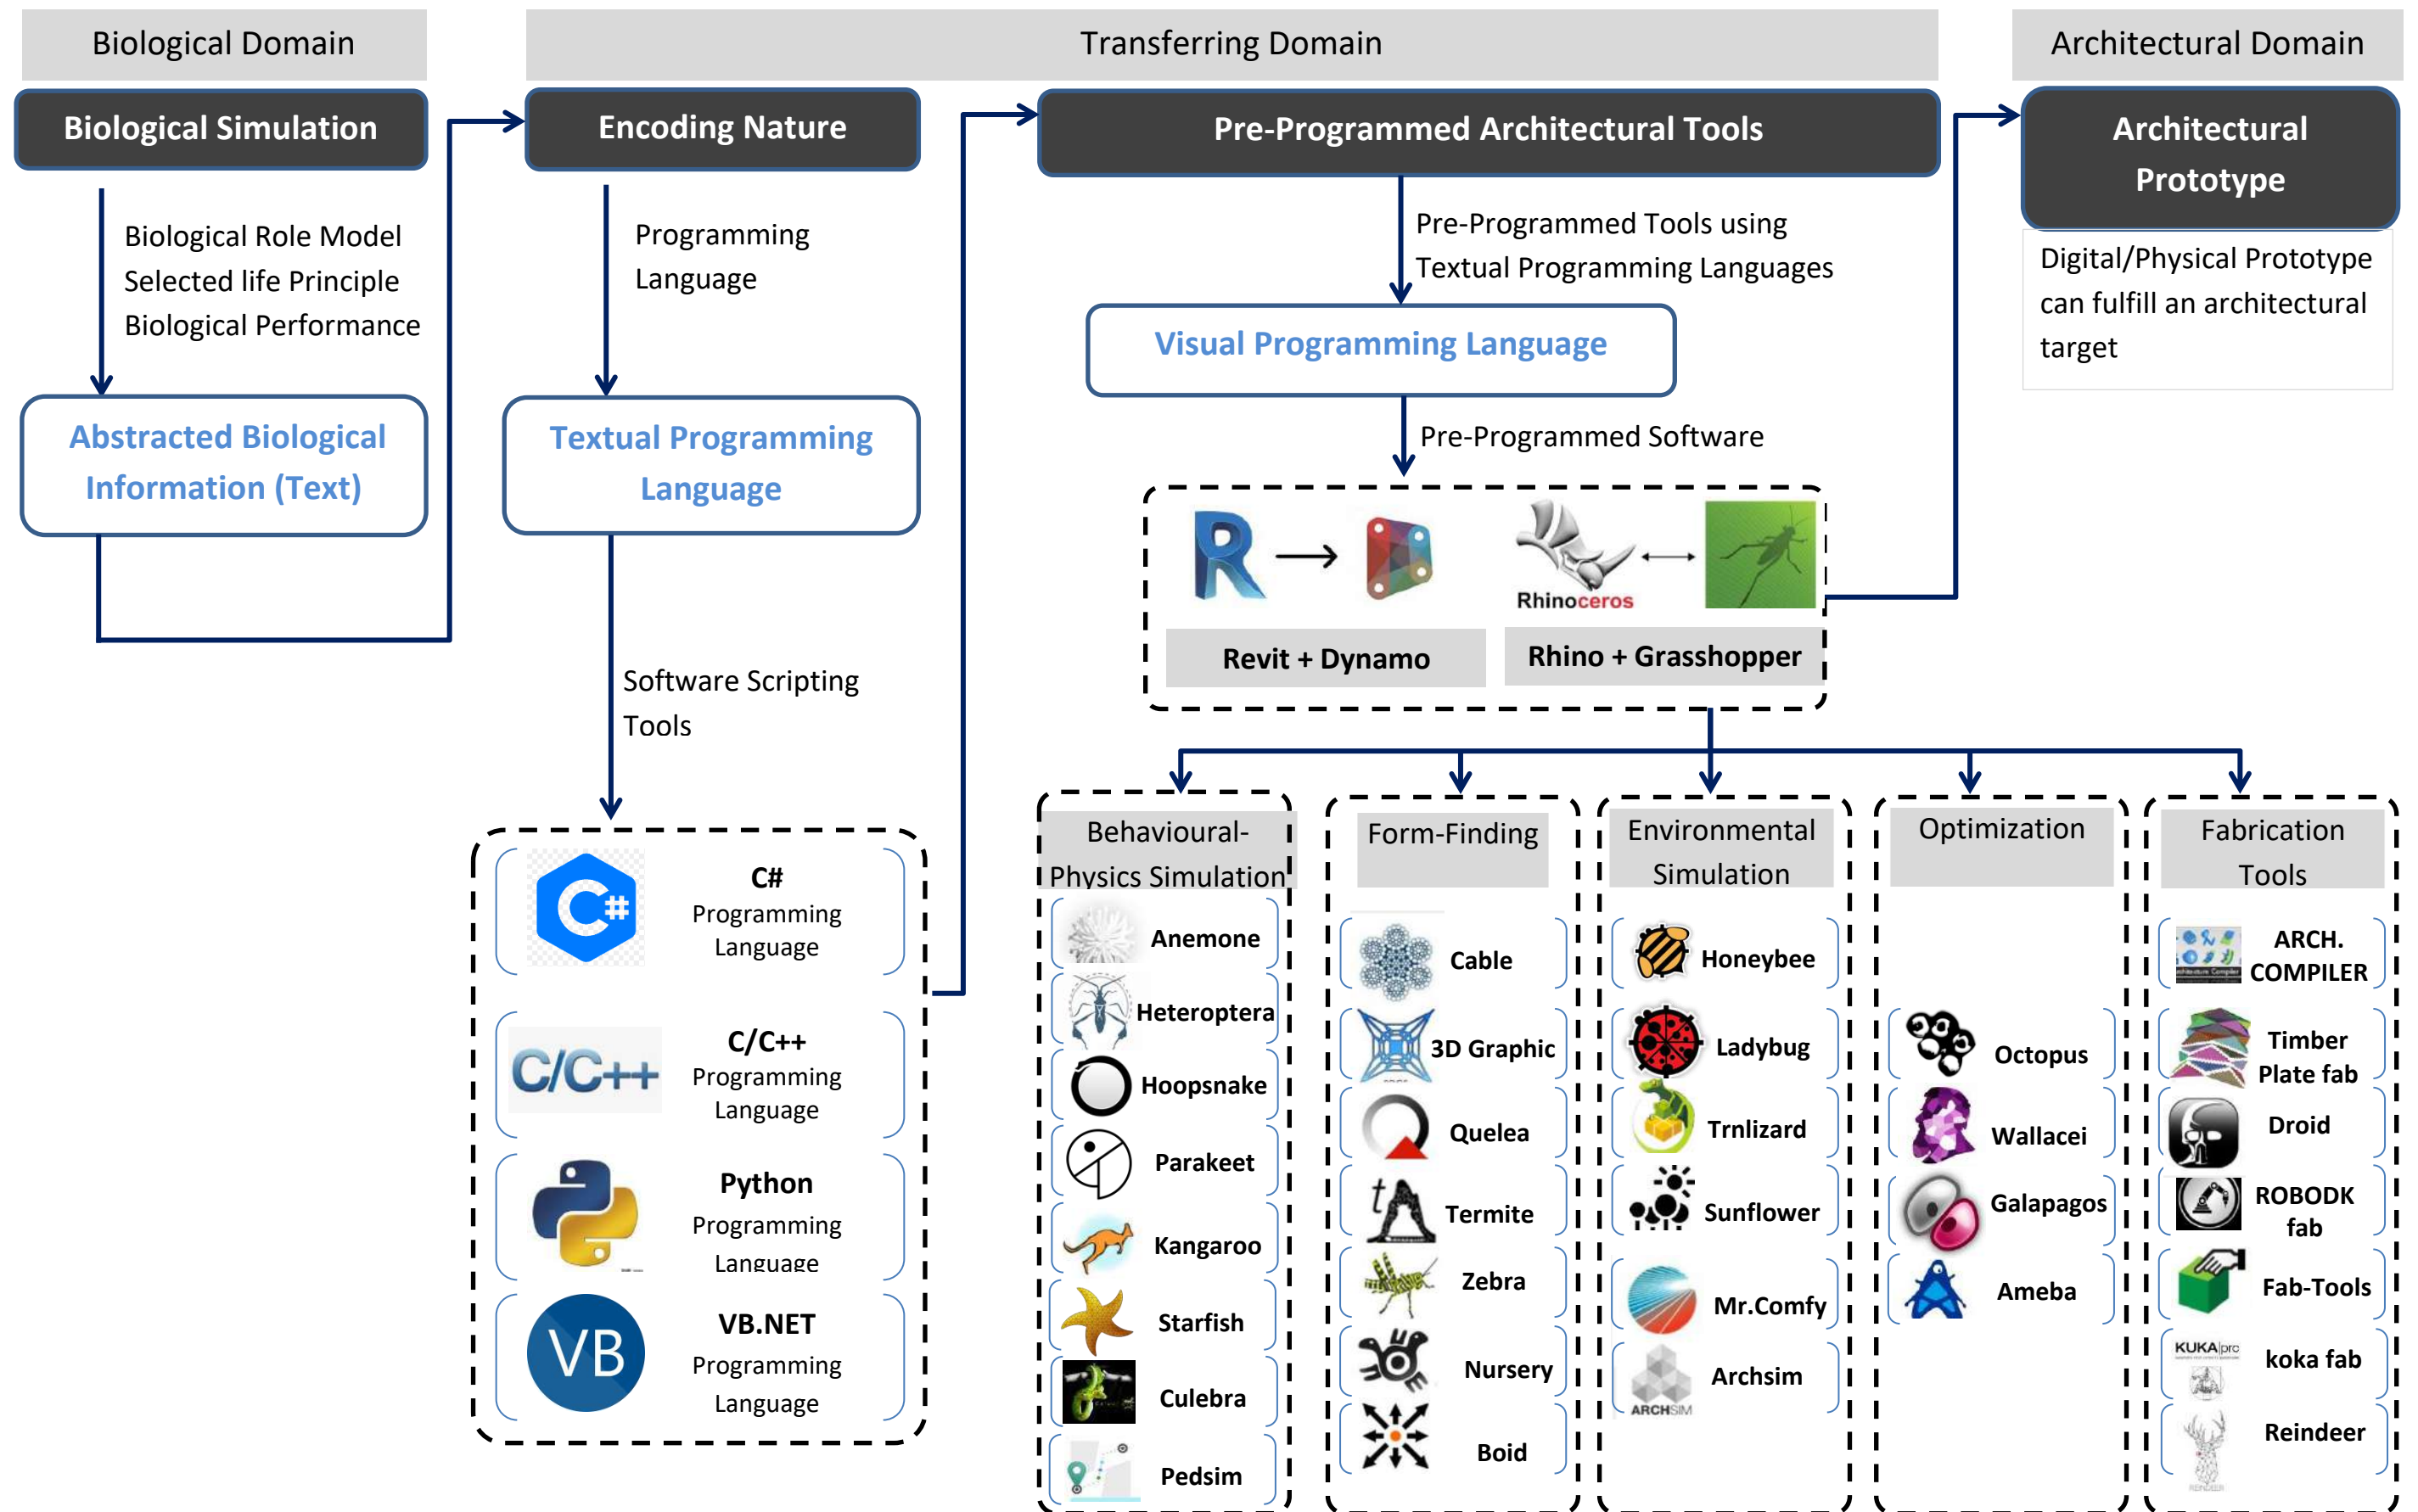 Biological Domain
Transferring Domain
Architectural Domain
Biological Simulation
Encoding Nature
Pre-Programmed Architectural Tools
Architectural
Prototype
Biological Role Model
Selected life Principle
Biological Performance
Programming
Language
Pre-Programmed Tools using
Textual Programming Languages
Digital/Physical Prototype
can fulfill an architectural
target
Abstracted Biological
Information (Text)
Textual Programming
Language
Visual Programming Language
Pre-Programmed Software
Rhinoceros
Revit + Dynamo
Rhino + Grasshopper
Software Scripting
Tools
C#
C#
Programming
Language
C/C++
C/C++
Programming
Language
Python
Programming
Language
VB
VB.NET
Programming
Language
Behavioural-
Physics Simulation
Anemone
Heteroptera
Hoopsnake
Parakeet
Kangaroo
Starfish
Culebra
Pedsim
Form-Finding
Cable
3D Graphic
Quelea
t
Termite
Zebra
Nursery
Boid
Environmental
Simulation
Honeybee
Ladybug
Trnlizard
Sunflower
Mr.Comfy
Archsim
ARCHSIM
Optimization
Octopus
Wallacei
Galapagos
Ameba
Fabrication
Tools
ARCH.
COMPILER
Timber
Plate fab
Droid
ROBODK
fab
Fab-Tools
KUKA|prc
koka fab
Reindeer
REINDEER